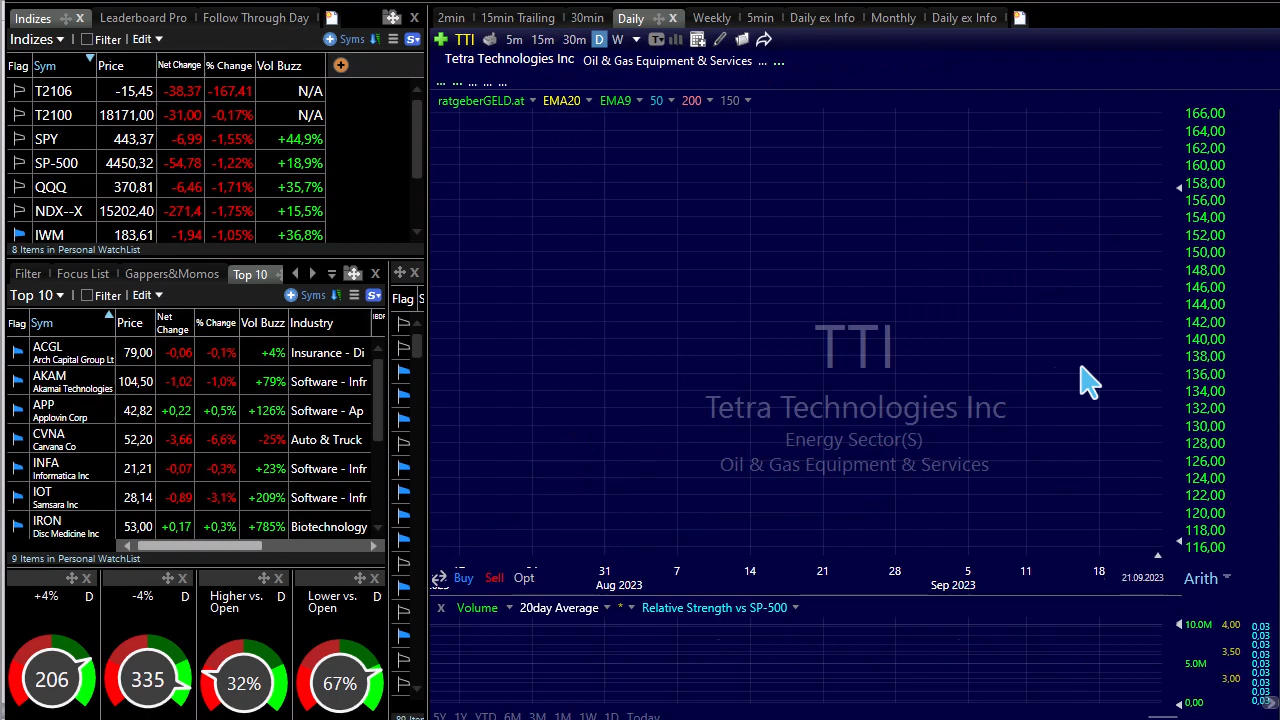 Indizes Leaderboard Pro Follow Through Day
Indizes Filter Edit Syms
Flag Sym Price Net Change % Change Vol Buzz
T2106 -15,45 -38,37 -167,41 N/A
T2100 18171,00 -31,00 -0,17% N/A
SPY 443,37 -6,99 -1,55% +44,9%
SP-500 4450,32 -54,78 -1,22% +18,9%
QQQ 370,81 -6,46 -1,71% +35,7%
NDX--X 15202,40 -271,4 -1,75% +15,5%
IWM 183,61 -1,94 -1,05% +36,8%
8 Items in Personal WatchList
Filter Focus List Gappers&Momos Top 10
Top 10 Filter Edit Syms
Flag Sym Price Net Change % Change Vol Buzz Industry
ACGL Arch Capital Group Lt 79,00 -0,06 -0,1% +4% Insurance - Di
AKAM Akamai Technologies 104,50 -1,02 -1,0% +79% Software - Infr
APP Applovin Corp 42,82 +0,22 +0,5% +126% Software - Ap
CVNA Carvana Co 52,20 -3,66 -6,6% -25% Auto & Truck
INFA Informatica Inc 21,21 -0,07 -0,3% +23% Software - Infr
IOT Samsara Inc 28,14 -0,89 -3,1% +209% Software - Infr
IRON Disc Medicine Inc 53,00 +0,17 +0,3% +785% Biotechnology
9 Items in Personal WatchList
Flag S
+4% D
206
-4% D
335
Higher vs. Open D
32%
Lower vs. Open D
67%
2min 15min Trailing 30min Daily Weekly 5min Daily ex Info Monthly Daily ex Info
TTI 5m 15m 30m D W
Tetra Technologies Inc Oil & Gas Equipment & Services ... ...
... ... ... ... ...
ratgeberGELD.at EMA20 EMA9 50 200 150
166,00
164,00
162,00
160,00
158,00
156,00
154,00
152,00
150,00
148,00
146,00
144,00
142,00
140,00
138,00
136,00
134,00
132,00
130,00
128,00
126,00
124,00
122,00
120,00
118,00
116,00
TTI
Tetra Technologies Inc
Energy Sector(S)
Oil & Gas Equipment & Services
31 7 14 21 28 5 11 18
Buy Sell Opt Aug 2023 Sep 2023 21.09.2023 Arith
X Volume 20day Average * Relative Strength vs SP-500
10.0M 4,00 0,03
0,03
3,50 0,03
5.0M 0,03
3,00 0,03
0,03
0,00 0,03
5Y 1Y YTD 6M 3M 1M 1W 1D Today